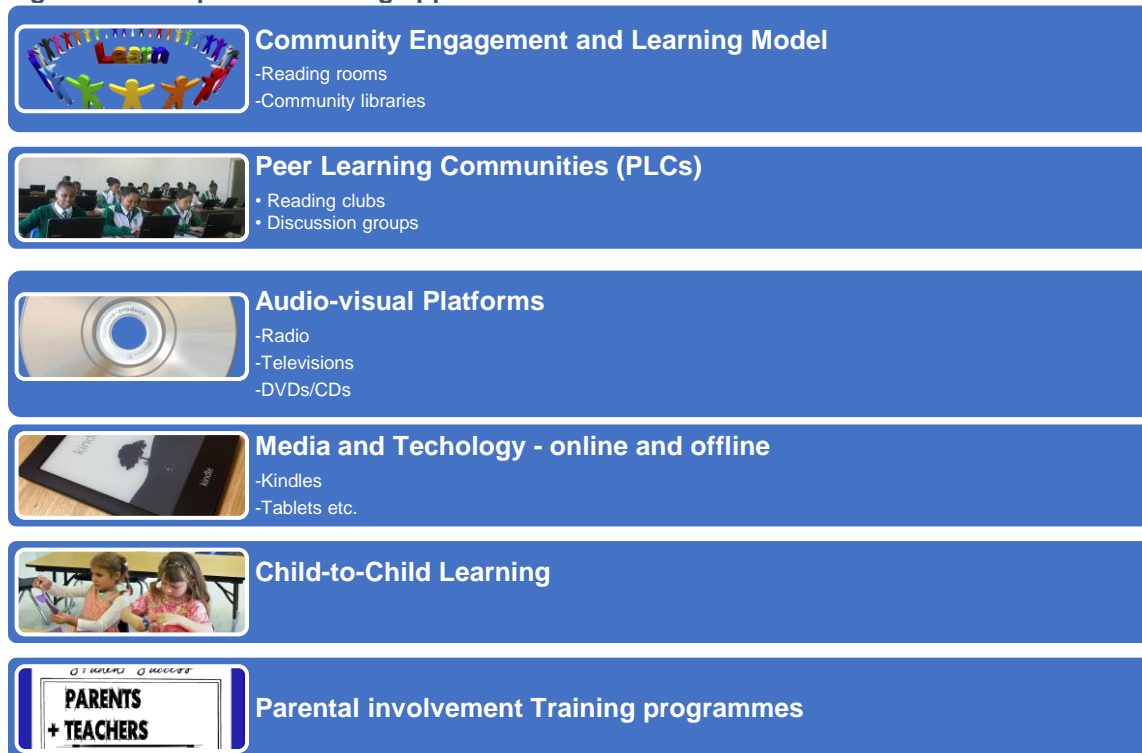 Learn
Community Engagement and Learning Model
-Reading rooms
-Community libraries
Peer Learning Communities (PLCs)
• Reading clubs
• Discussion groups
Audio-visual Platforms
-Radio
-Televisions
-DVDs/CDs
kindle
Media and Techology - online and offline
-Kindles
-Tablets etc.
Child-to-Child Learning
Student Success
PARENTS
+ TEACHERS
Parental involvement Training programmes